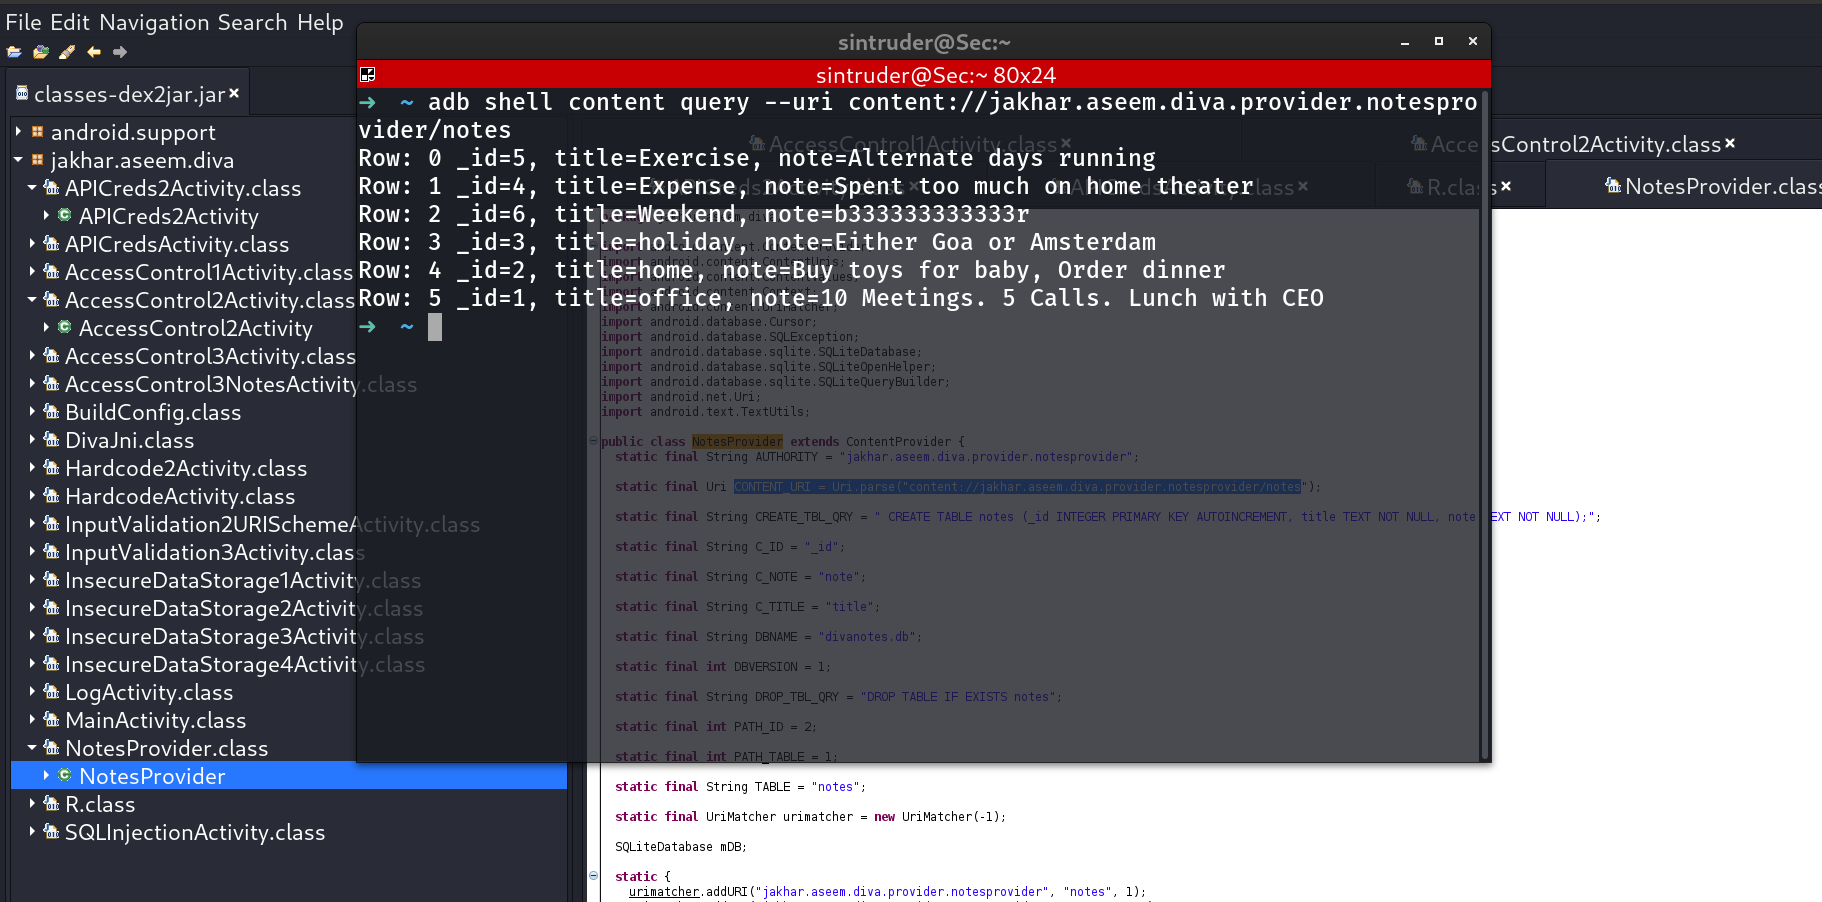 File Edit Navigation Search Help
sintruder@Sec:~
sintruder@Sec:~ 80x24
classes-dex2jar.jar
android.support
jakhar.aseem.diva
APICreds2Activity.class
APICreds2Activity
APICredsActivity.class
AccessControl1Activity.class
AccessControl2Activity.class
AccessControl2Activity
AccessControl3Activity.class
AccessControl3NotesActivity.class
BuildConfig.class
DivaJni.class
Hardcode2Activity.class
HardcodeActivity.class
InputValidation2URISchemeActivity.class
InputValidation3Activity.class
InsecureDataStorage1Activity.class
InsecureDataStorage2Activity.class
InsecureDataStorage3Activity.class
InsecureDataStorage4Activity.class
LogActivity.class
MainActivity.class
NotesProvider.class
NotesProvider
R.class
SQLInjectionActivity.class
→ ~ adb shell content query --uri content://jakhar.aseem.diva.provider.notespro
vider/notes
Row: 0 _id=5, title=Exercise, note=Alternate days running
Row: 1 _id=4, title=Expense, note=Spent too much on home theater
Row: 2 _id=6, title=Weekend, note=b333333333333r
Row: 3 _id=3, title=holiday, note=Either Goa or Amsterdam
Row: 4 _id=2, title=home, note=Buy toys for baby, Order dinner
Row: 5 _id=1, title=office, note=10 Meetings. 5 Calls. Lunch with CEO
→ ~
AccessControl1Activity.class
AccessControl2Activity.class
R.class
NotesProvider.class
import android.content.UriMatcher;
import android.database.Cursor;
import android.database.SQLException;
import android.database.sqlite.SQLiteDatabase;
import android.database.sqlite.SQLiteOpenHelper;
import android.database.sqlite.SQLiteQueryBuilder;
import android.net.Uri;
import android.text.TextUtils;
public class NotesProvider extends ContentProvider {
static final String AUTHORITY = "jakhar.aseem.diva.provider.notesprovider";
static final Uri CONTENT_URI = Uri.parse("content://jakhar.aseem.diva.provider.notesprovider/notes");
static final String CREATE_TBL_QRY = " CREATE TABLE notes (_id INTEGER PRIMARY KEY AUTOINCREMENT, title TEXT NOT NULL, note TEXT NOT NULL);";
static final String C_ID = "_id";
static final String C_NOTE = "note";
static final String C_TITLE = "title";
static final String DBNAME = "divanotes.db";
static final int DBVERSION = 1;
static final String DROP_TBL_QRY = "DROP TABLE IF EXISTS notes";
static final int PATH_ID = 2;
static final int PATH_TABLE = 1;
static final String TABLE = "notes";
static final UriMatcher urimatcher = new UriMatcher(-1);
SQLiteDatabase mDB;
static {
urimatcher.addURI("jakhar.aseem.diva.provider.notesprovider", "notes", 1);